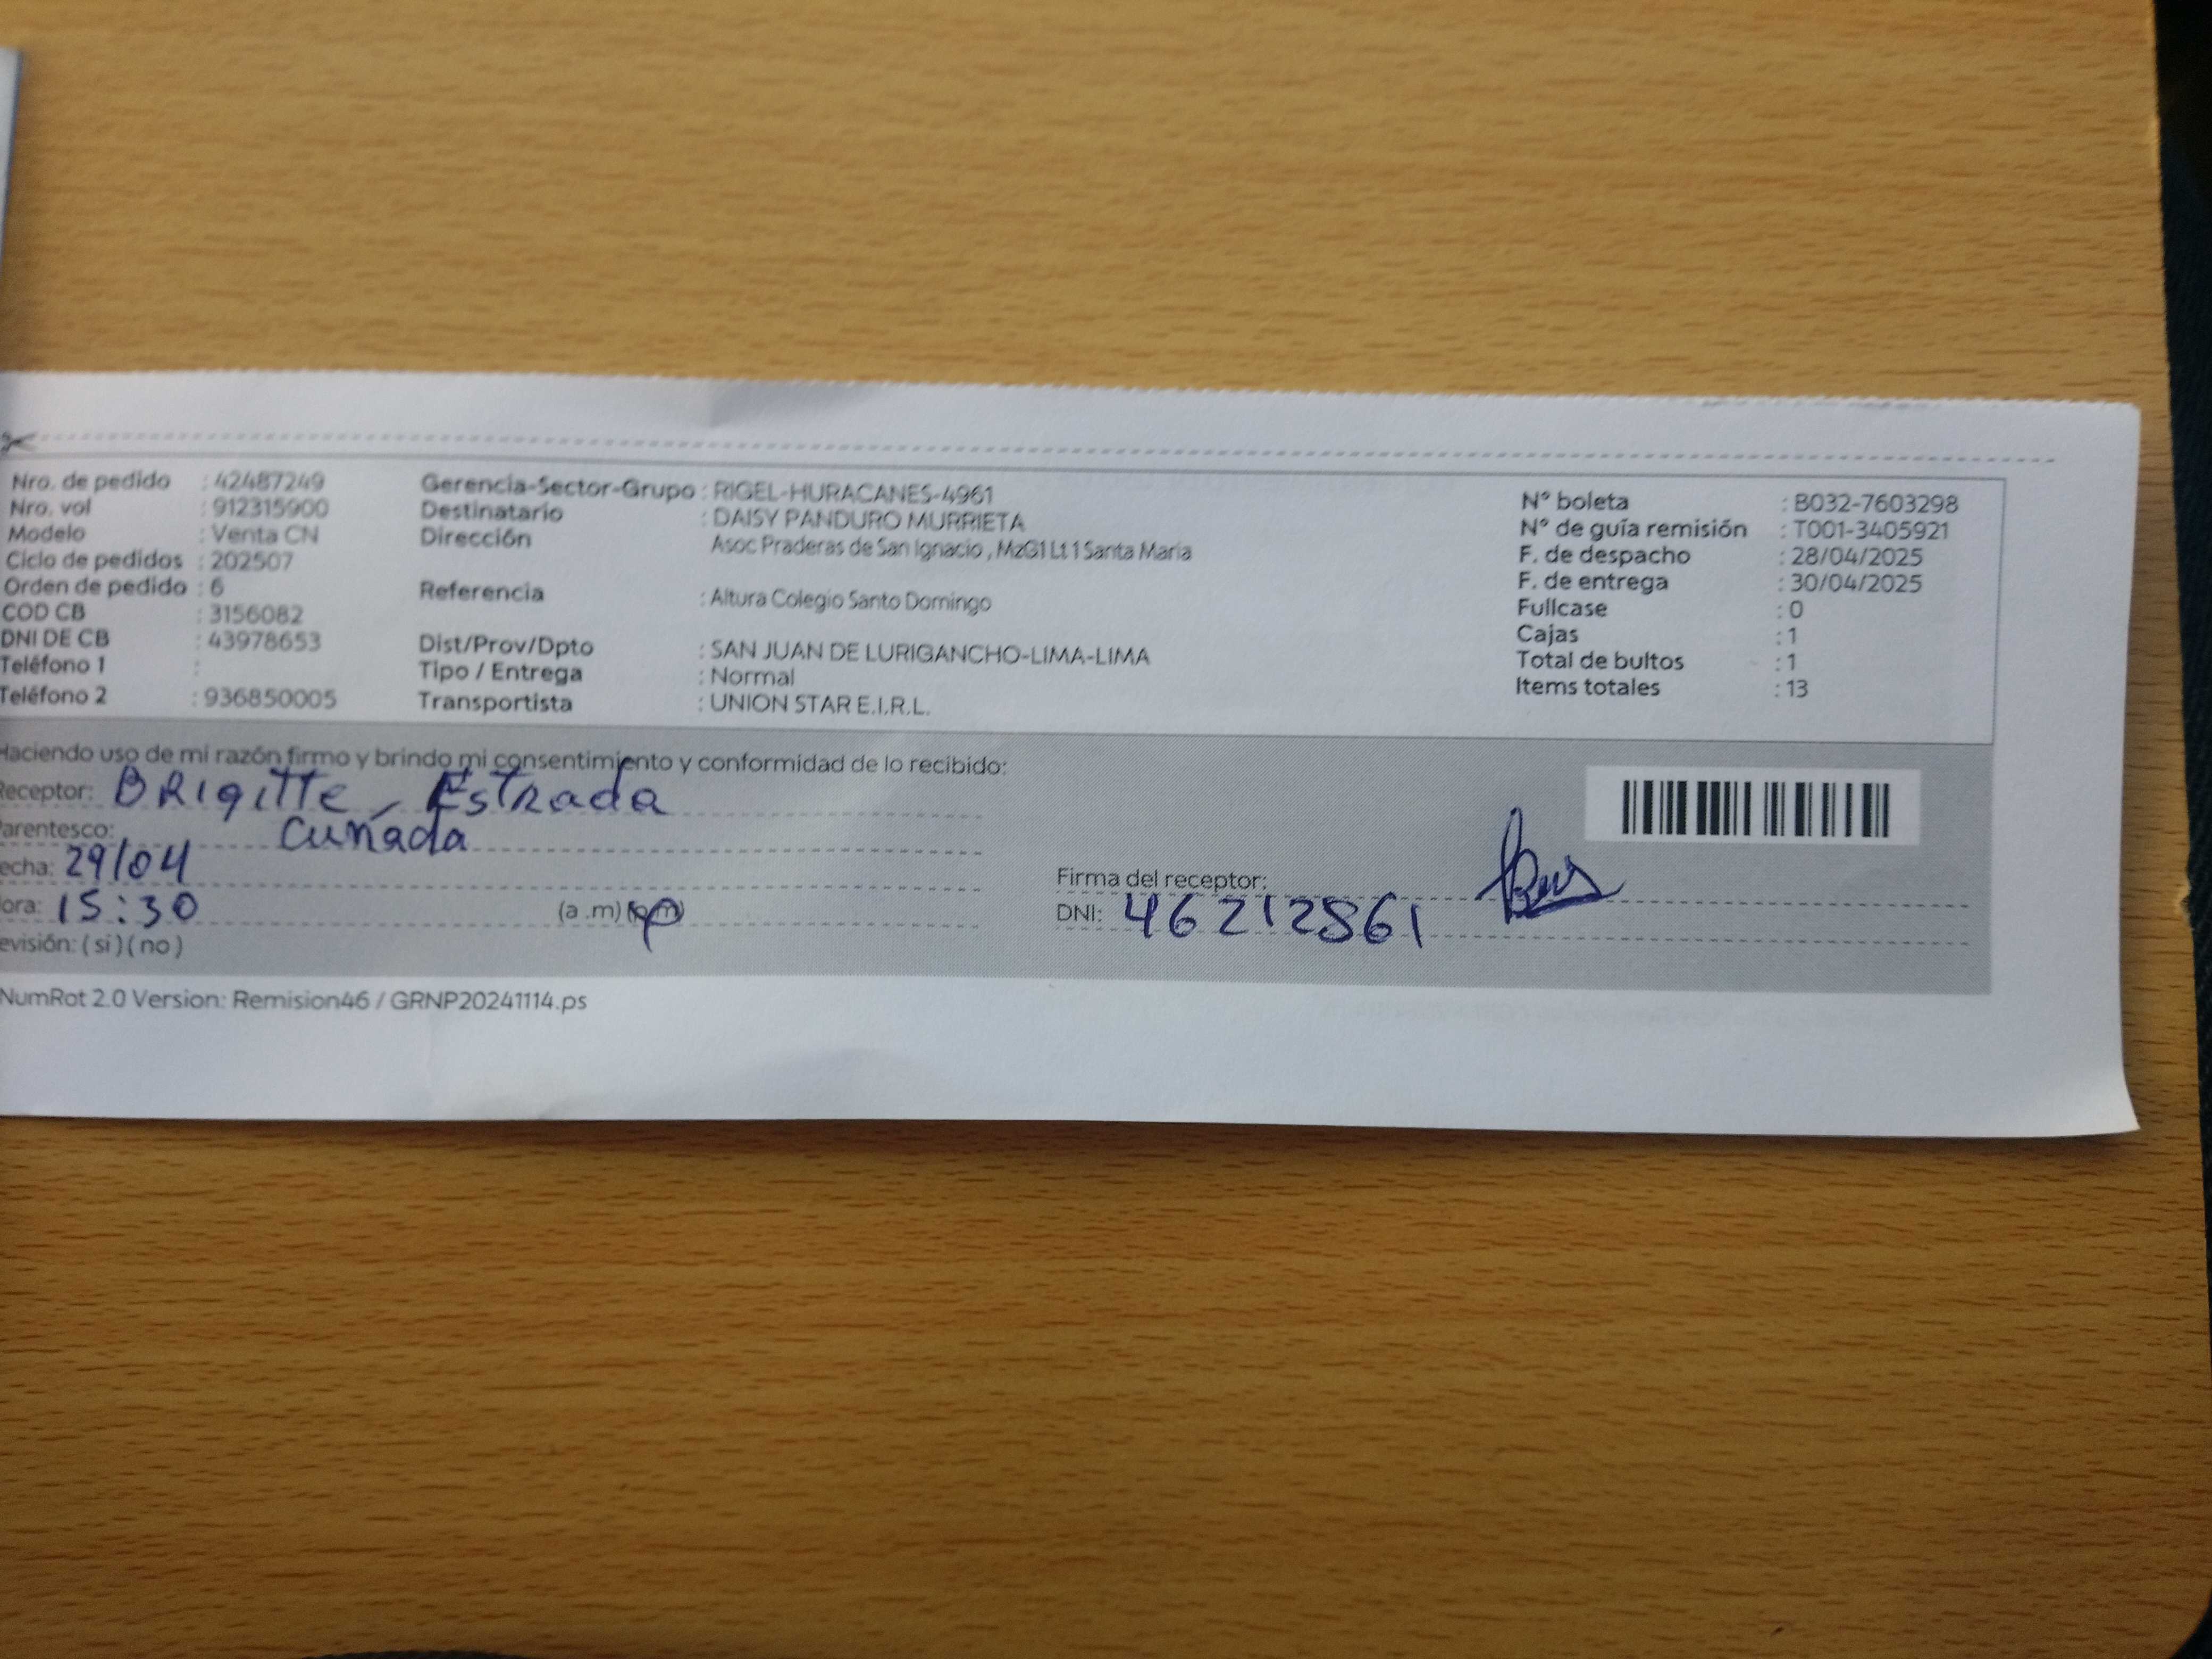 Nro. de pedido : 42487249
Nro. vol : 912315900
Modelo : Venta CN
Ciclo de pedidos : 202507
Orden de pedido : 6
COD CB : 3156082
DNI DE CB : 43978653
Teléfono 1 :
Teléfono 2 : 936850005
Gerencia-Sector-Grupo : RIGEL-HURACANES-4961
Destinatario : DAISY PANDURO MURRIETA
Dirección Asoc Praderas de San Ignacio , MzG1 Lt 1 Santa Maria
Referencia : Altura Colegio Santo Domingo
Dist/Prov/Dpto : SAN JUAN DE LURIGANCHO-LIMA-LIMA
Tipo / Entrega : Normal
Transportista : UNION STAR E.I.R.L.
N° boleta : B032-7603298
N° de guía remisión : T001-3405921
F. de despacho : 28/04/2025
F. de entrega : 30/04/2025
Fullcase : 0
Cajas : 1
Total de bultos : 1
Items totales : 13
Haciendo uso de mi razón firmo y brindo mi consentimiento y conformidad de lo recibido:
Receptor: BRigitte Estrada
Parentesco: Cuñada
echa: 29/04
ora: 15:30 (a .m) (p.m)
evisión: ( si ) ( no )
Firma del receptor:
DNI: 46212861
NumRot 2.0 Version: Remision46 / GRNP20241114.ps